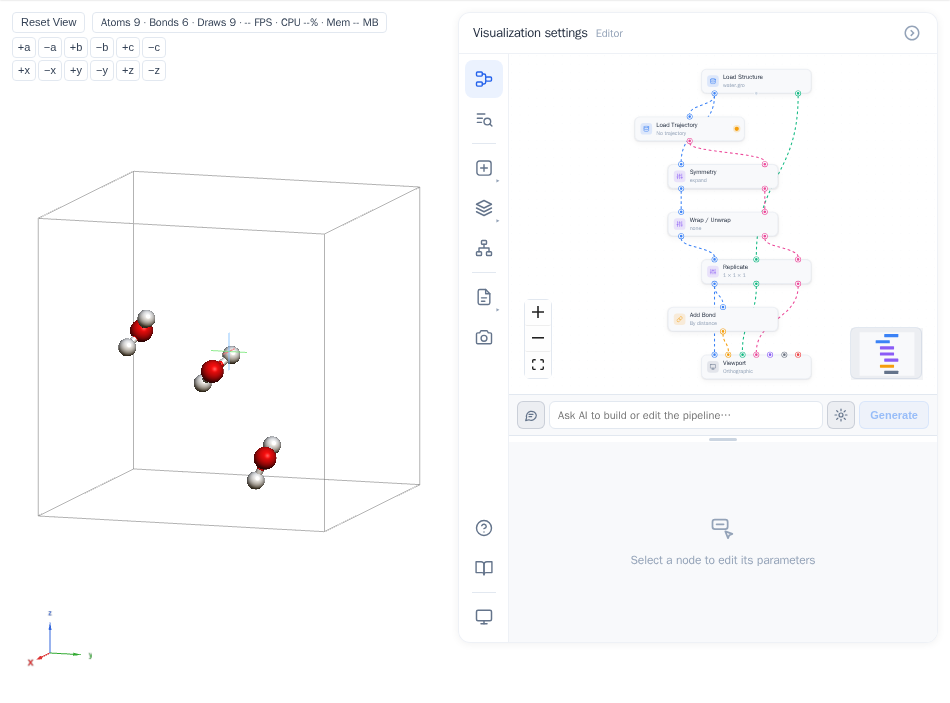 Reset View
Atoms 9 · Bonds 6 · Draws 9 · -- FPS · CPU --% · Mem -- MB
+a −a +b −b +c −c
+x −x +y −y +z −z
z
x
y
Visualization settings Editor
Load Structure
water.gro
Load Trajectory
No trajectory
Symmetry
expand
Wrap / Unwrap
none
Replicate
1 × 1 × 1
Add Bond
By distance
Viewport
Orthographic
Ask AI to build or edit the pipeline⋯
Generate
Select a node to edit its parameters